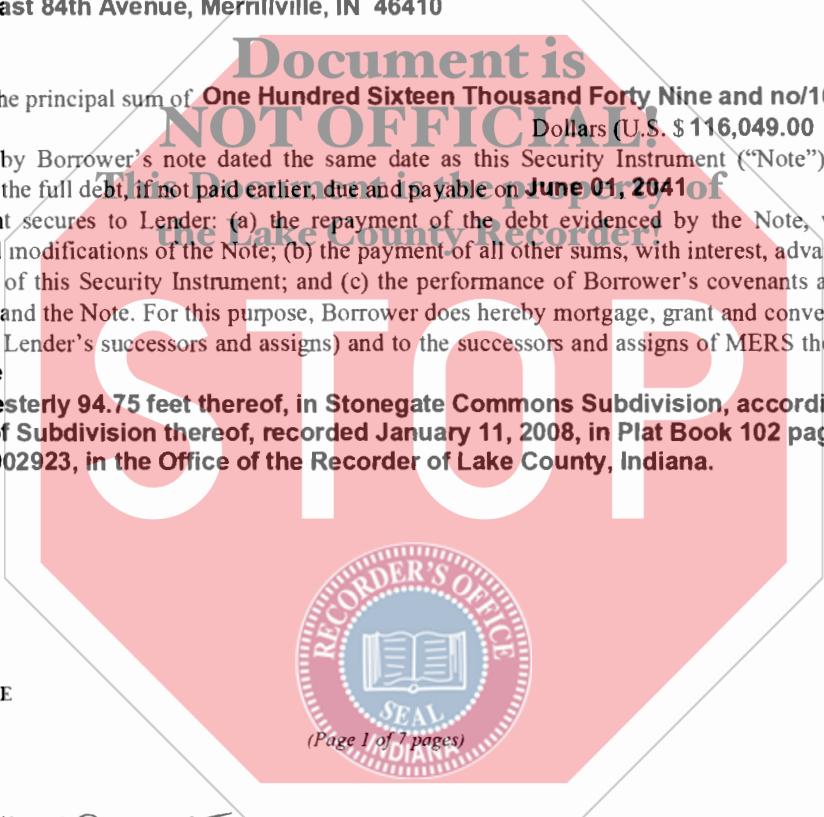 ast 84th Avenue, Merrillville, IN 46410
Document is
he principal sum of One Hundred Sixteen Thousand Forty Nine and no/10
NOT OFFICIAL!
Dollars (U.S. $ 116,049.00
by Borrower's note dated the same date as this Security Instrument (“Note”)
the full debt, if not paid earlier, due and payable on June 01, 2041
This Document is the property of
t secures to Lender: (a) the repayment of the debt evidenced by the Note,
the Lake County Recorder!
modifications of the Note; (b) the payment of all other sums, with interest, adva
of this Security Instrument; and (c) the performance of Borrower's covenants a
and the Note. For this purpose, Borrower does hereby mortgage, grant and conve
Lender's successors and assigns) and to the successors and assigns of MERS the
esterly 94.75 feet thereof, in Stonegate Commons Subdivision, accordi
f Subdivision thereof, recorded January 11, 2008, in Plat Book 102 pag
02923, in the Office of the Recorder of Lake County, Indiana.
STOP
RECORDER'S OFFICE
SEAL
INDIANA
E
(Page 1 of 7 pages)